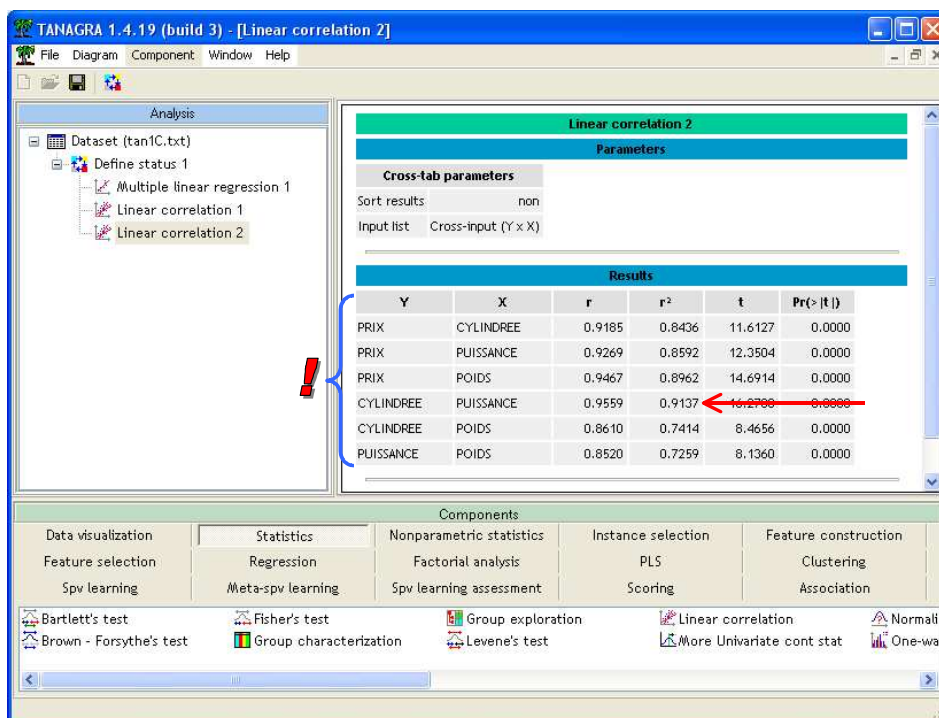 TANAGRA 1.4.19 (build 3) - [Linear correlation 2]
File Diagram Component Window Help
Analysis
Dataset (tan1C.txt)
Define status 1
Multiple linear regression 1
Linear correlation 1
Linear correlation 2
Linear correlation 2
Parameters
Cross-tab parameters
Sort results non
Input list Cross-input (Y x X)
Results
Y X r r² t Pr(>|t|)
PRIX CYLINDREE 0.9185 0.8436 11.6127 0.0000
PRIX PUISSANCE 0.9269 0.8592 12.3504 0.0000
PRIX POIDS 0.9467 0.8962 14.6914 0.0000
CYLINDREE PUISSANCE 0.9559 0.9137 0.0000
CYLINDREE POIDS 0.8610 0.7414 8.4656 0.0000
PUISSANCE POIDS 0.8520 0.7259 8.1360 0.0000
!
Components
Data visualization Statistics Nonparametric statistics Instance selection Feature construction
Feature selection Regression Factorial analysis PLS Clustering
Spv learning Meta-spv learning Spv learning assessment Scoring Association
Bartlett's test Fisher's test Group exploration Linear correlation Normali
Brown - Forsythe's test Group characterization Levene's test More Univariate cont stat One-wa